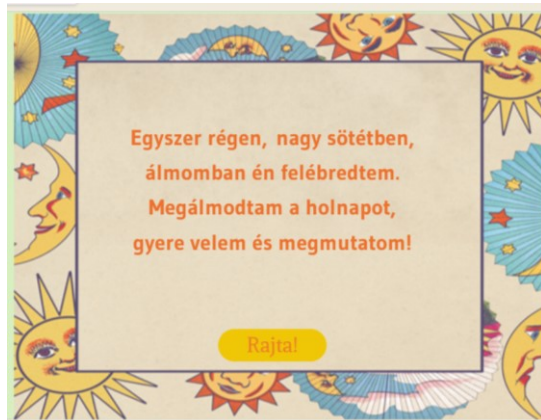 Egyszer régen, nagy sötétben,
álmomban én felébredtem.
Megálmodtam a holnapot,
gyere velem és megmutatom!
Rajta!